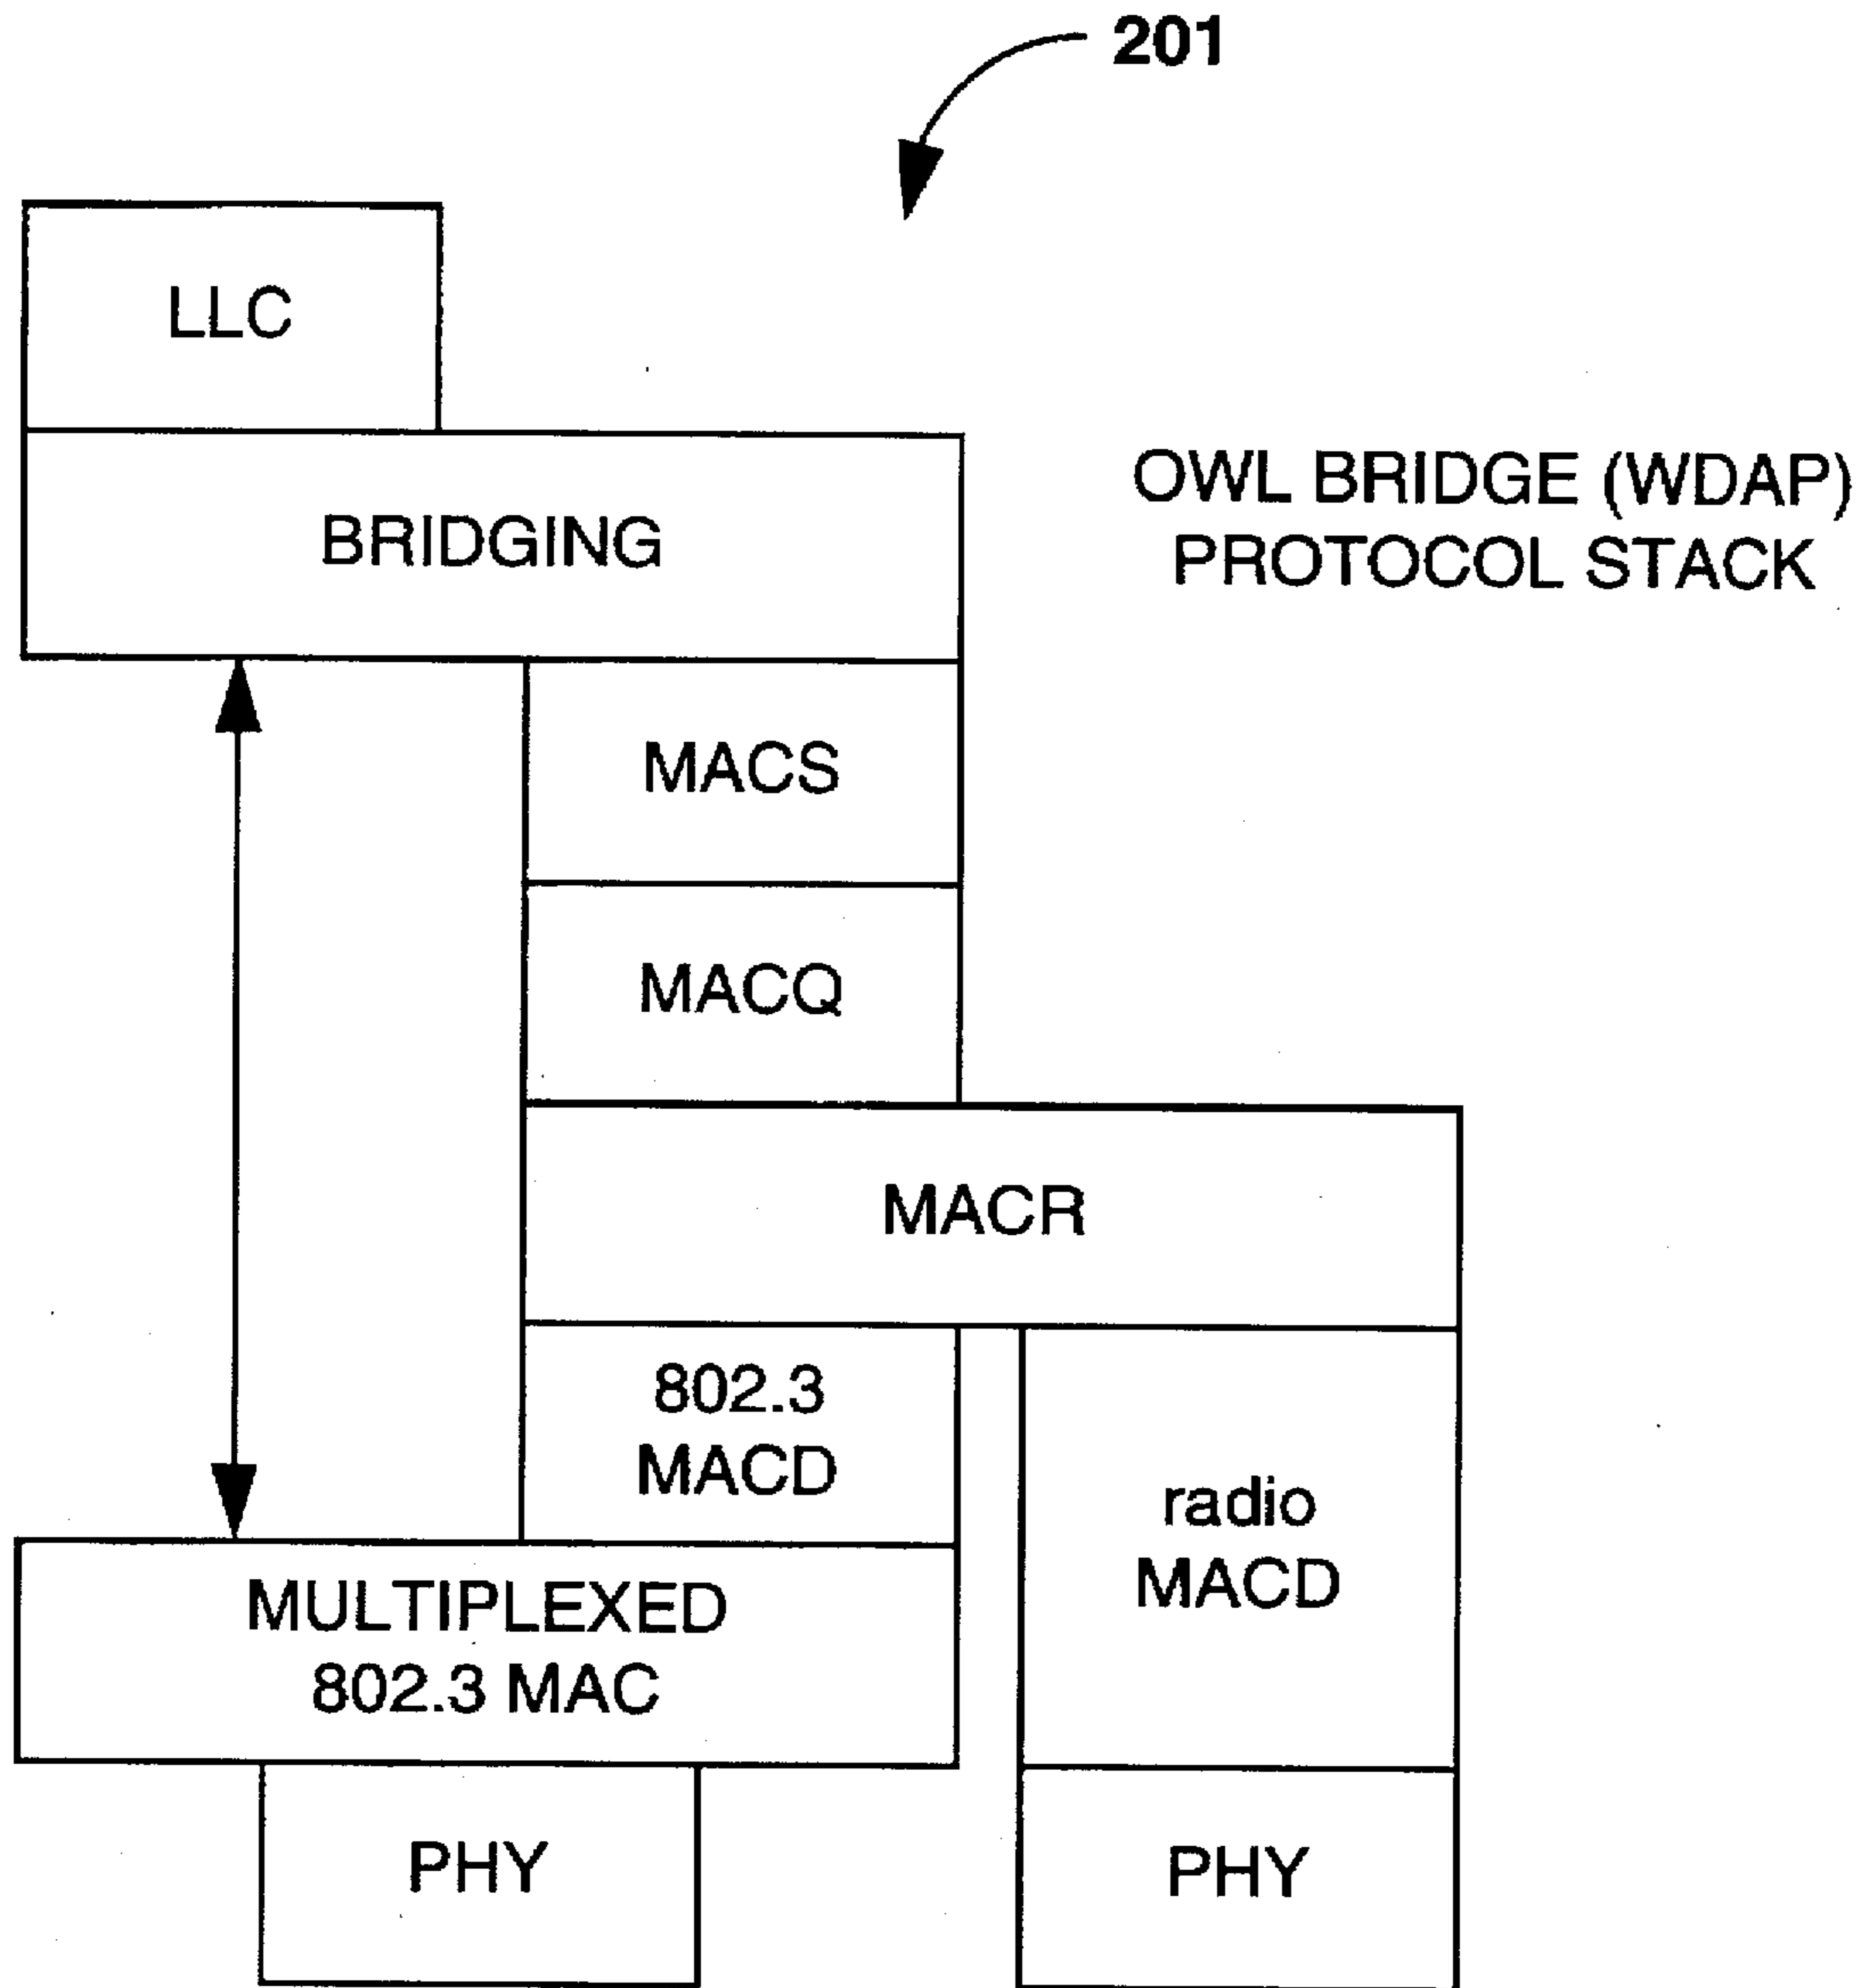 201
LLC
BRIDGING
OWL BRIDGE (WDAP)
PROTOCOL STACK
MACS
MACQ
MACR
802.3
MACD
radio
MACD
MULTIPLEXED
802.3 MAC
PHY
PHY